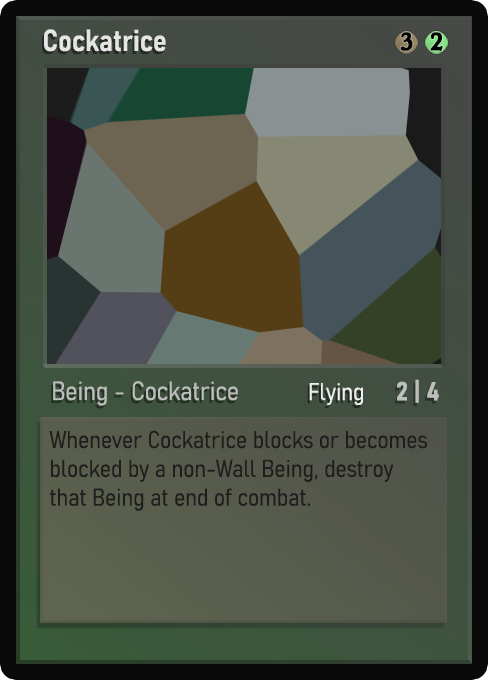 Cockatrice 3 2
Being - Cockatrice Flying 2 | 4
Whenever Cockatrice blocks or becomes
blocked by a non-Wall Being, destroy
that Being at end of combat.